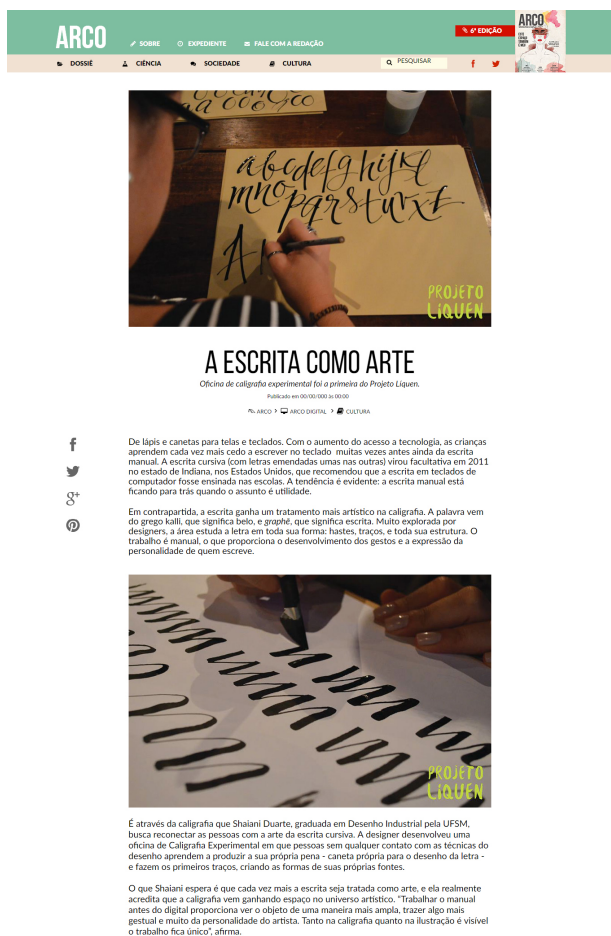 ARCO
SOBRE
EXPEDIENTE
FALE COM A REDAÇÃO
6ª EDIÇÃO
ARCO
DOSSIÊ
CIÊNCIA
SOCIEDADE
CULTURA
PESQUISAR
a b c d e f g h i j k l
m n o p q r s t u v x z
A
PROJETO
LÍQUEN
A ESCRITA COMO ARTE
Oficina de caligrafia experimental foi a primeira do Projeto Líquen.
Publicado em 00/00/000 às 00:00
ARCO > ARCO DIGITAL > CULTURA
De lápis e canetas para telas e teclados. Com o aumento do acesso a tecnologia, as crianças
aprendem cada vez mais cedo a escrever no teclado muitas vezes antes ainda da escrita
manual. A escrita cursiva (com letras emendadas umas nas outras) virou facultativa em 2011
no estado de Indiana, nos Estados Unidos, que recomendou que a escrita em teclados de
computador fosse ensinada nas escolas. A tendência é evidente: a escrita manual está
ficando para trás quando o assunto é utilidade.
Em contrapartida, a escrita ganha um tratamento mais artístico na caligrafia. A palavra vem
do grego kalli, que significa belo, e graphẽ, que significa escrita. Muito explorada por
designers, a área estuda a letra em toda sua forma: hastes, traços, e toda sua estrutura. O
trabalho é manual, o que proporciona o desenvolvimento dos gestos e a expressão da
personalidade de quem escreve.
PROJETO
LÍQUEN
É através da caligrafia que Shaiani Duarte, graduada em Desenho Industrial pela UFSM,
busca reconectar as pessoas com a arte da escrita cursiva. A designer desenvolveu uma
oficina de Caligrafia Experimental em que pessoas sem qualquer contato com as técnicas do
desenho aprendem a produzir a sua própria pena - caneta própria para o desenho da letra -
e fazem os primeiros traços, criando as formas de suas próprias fontes.
O que Shaiani espera é que cada vez mais a escrita seja tratada como arte, e ela realmente
acredita que a caligrafia vem ganhando espaço no universo artístico. "Trabalhar o manual
antes do digital proporciona ver o objeto de uma maneira mais ampla, trazer algo mais
gestual e muito da personalidade do artista. Tanto na caligrafia quanto na ilustração é visível
o trabalho fica único", afirma.